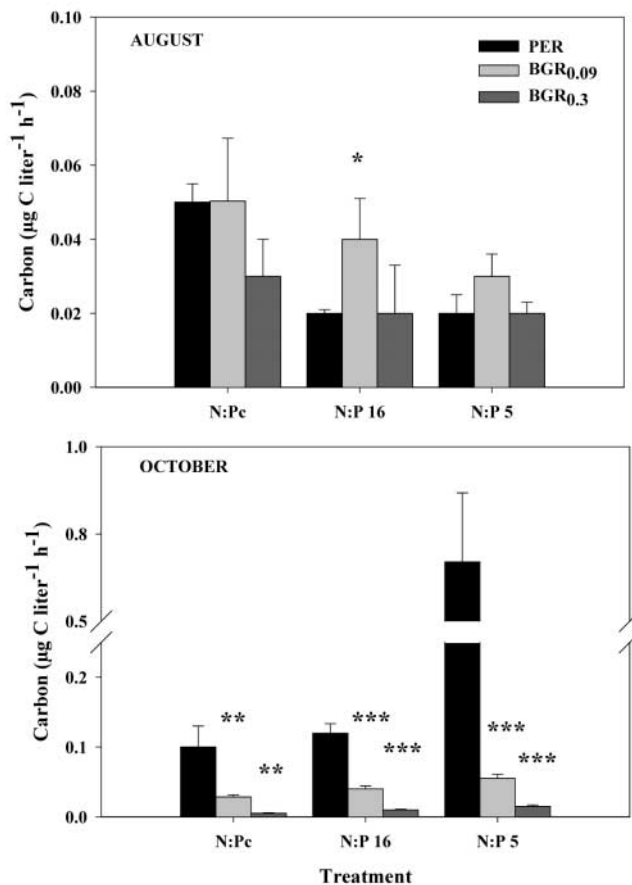 AUGUST
PER
BGR0.09
BGR0.3
0.10
0.08
0.06
0.04
0.02
0.00
Carbon (µg C liter-1 h-1)
*
N:Pc N:P 16 N:P 5
OCTOBER
1.0
0.8
0.5
0.2
0.1
0.0
Carbon (µg C liter-1 h-1)
** ** *** *** *** ***
N:Pc N:P 16 N:P 5
Treatment